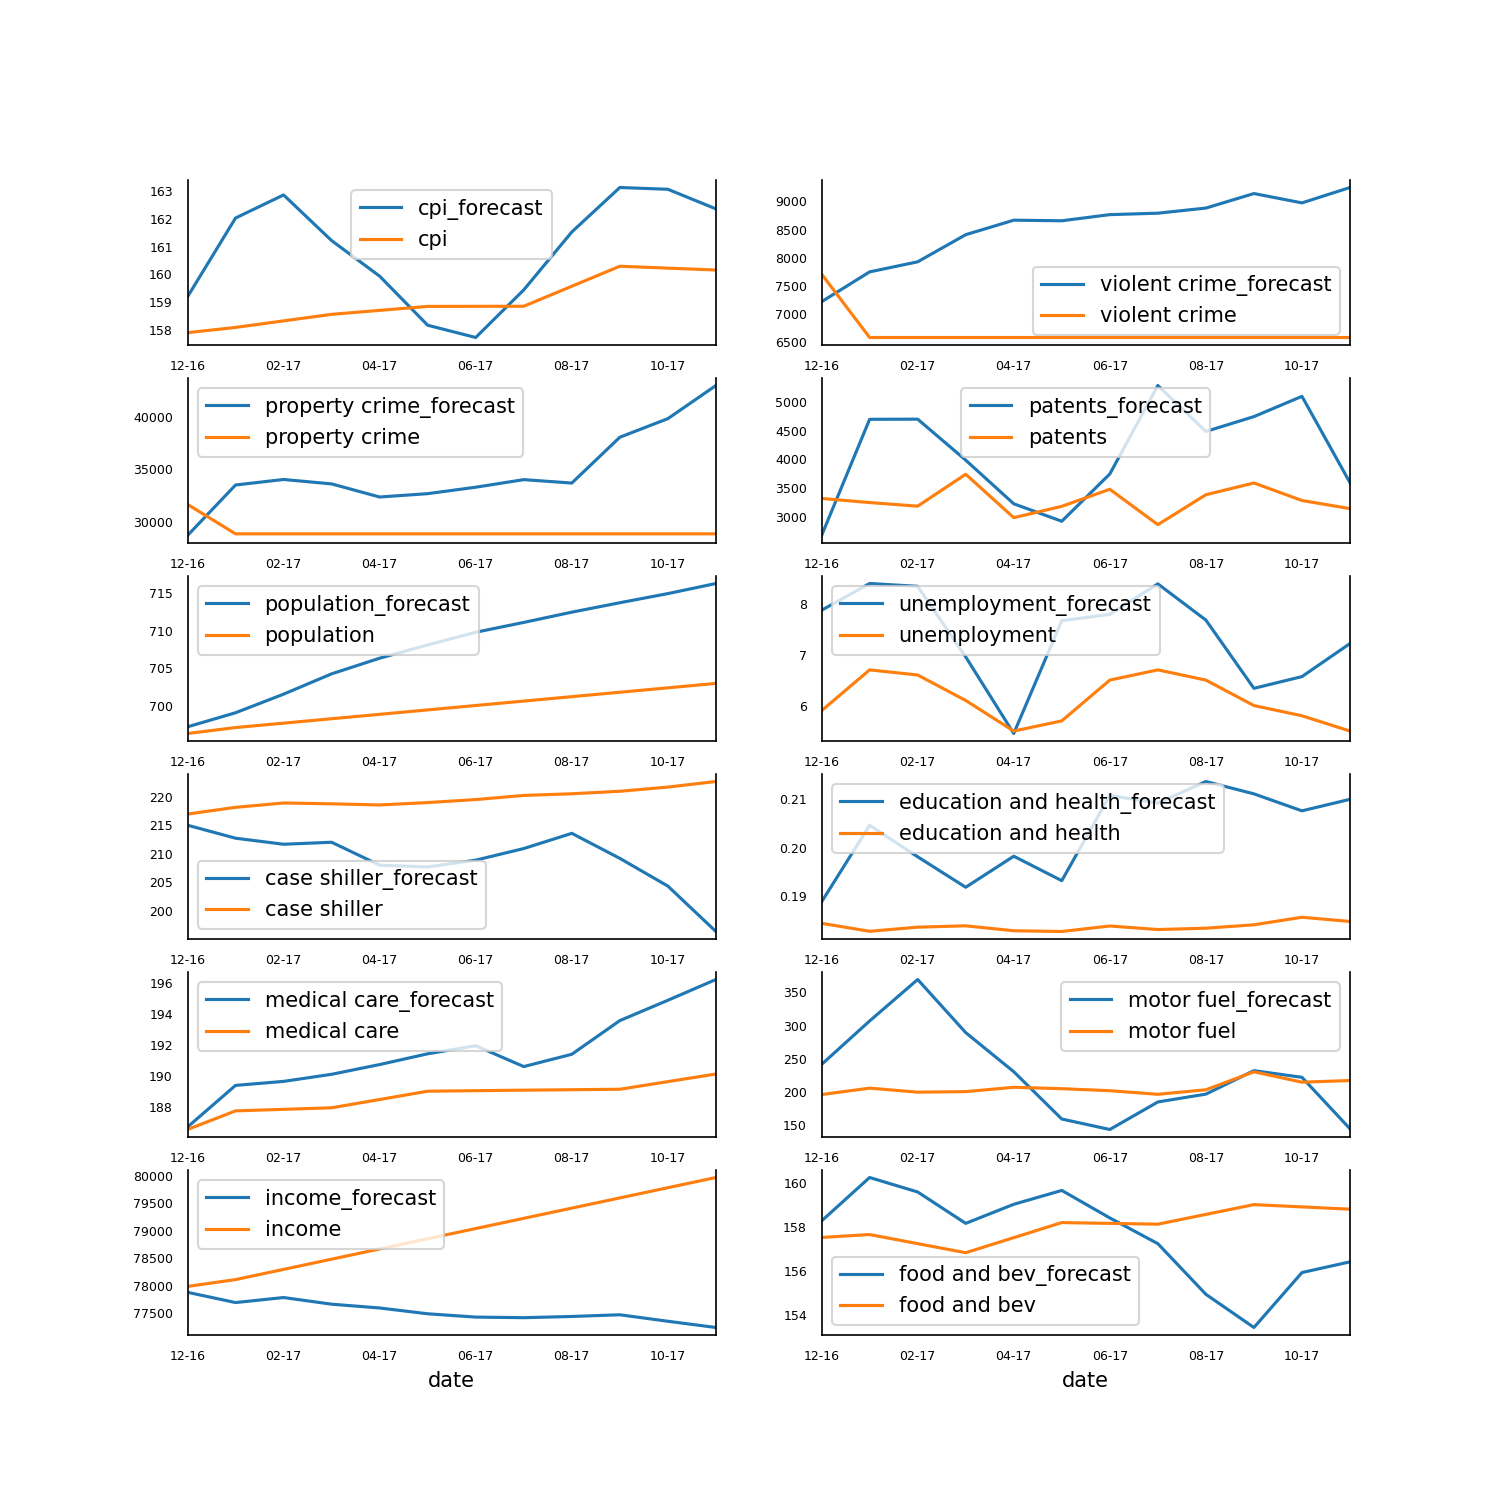 163
162
161
160
159
158
cpi_forecast
cpi
12-16 02-17 04-17 06-17 08-17 10-17
9000
8500
8000
7500
7000
6500
violent crime_forecast
violent crime
12-16 02-17 04-17 06-17 08-17 10-17
40000
35000
30000
property crime_forecast
property crime
12-16 02-17 04-17 06-17 08-17 10-17
5000
4500
4000
3500
3000
patents_forecast
patents
12-16 02-17 04-17 06-17 08-17 10-17
715
710
705
700
population_forecast
population
12-16 02-17 04-17 06-17 08-17 10-17
8
7
6
unemployment_forecast
unemployment
12-16 02-17 04-17 06-17 08-17 10-17
220
215
210
205
200
case shiller_forecast
case shiller
12-16 02-17 04-17 06-17 08-17 10-17
0.21
0.20
0.19
education and health_forecast
education and health
12-16 02-17 04-17 06-17 08-17 10-17
196
194
192
190
188
medical care_forecast
medical care
12-16 02-17 04-17 06-17 08-17 10-17
350
300
250
200
150
motor fuel_forecast
motor fuel
12-16 02-17 04-17 06-17 08-17 10-17
80000
79500
79000
78500
78000
77500
income_forecast
income
12-16 02-17 04-17 06-17 08-17 10-17
date
160
158
156
154
food and bev_forecast
food and bev
12-16 02-17 04-17 06-17 08-17 10-17
date